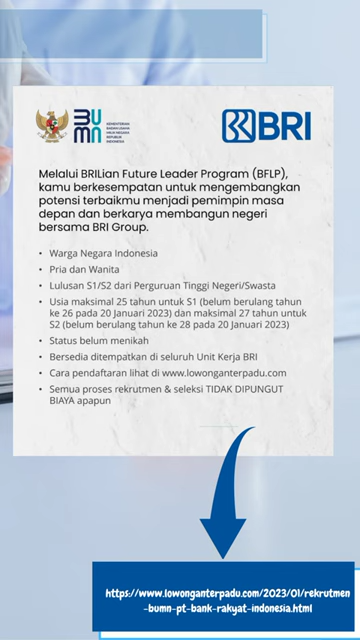 BUMN
KEMENTERIAN
BADAN USAHA
MILIK NEGARA
REPUBLIK
INDONESIA
BRI
Melalui BRILian Future Leader Program (BFLP),
kamu berkesempatan untuk mengembangkan
potensi terbaikmu menjadi pemimpin masa
depan dan berkarya membangun negeri
bersama BRI Group.
• Warga Negara Indonesia
• Pria dan Wanita
• Lulusan S1/S2 dari Perguruan Tinggi Negeri/Swasta
• Usia maksimal 25 tahun untuk S1 (belum berulang tahun
ke 26 pada 20 Januari 2023) dan maksimal 27 tahun untuk
S2 (belum berulang tahun ke 28 pada 20 Januari 2023)
• Status belum menikah
• Bersedia ditempatkan di seluruh Unit Kerja BRI
• Cara pendaftaran lihat di www.lowonganterpadu.com
• Semua proses rekrutmen & seleksi TIDAK DIPUNGUT
BIAYA apapun
https://www.lowonganterpadu.com/2023/01/rekrutmen
-bumn-pt-bank-rakyat-indonesia.html